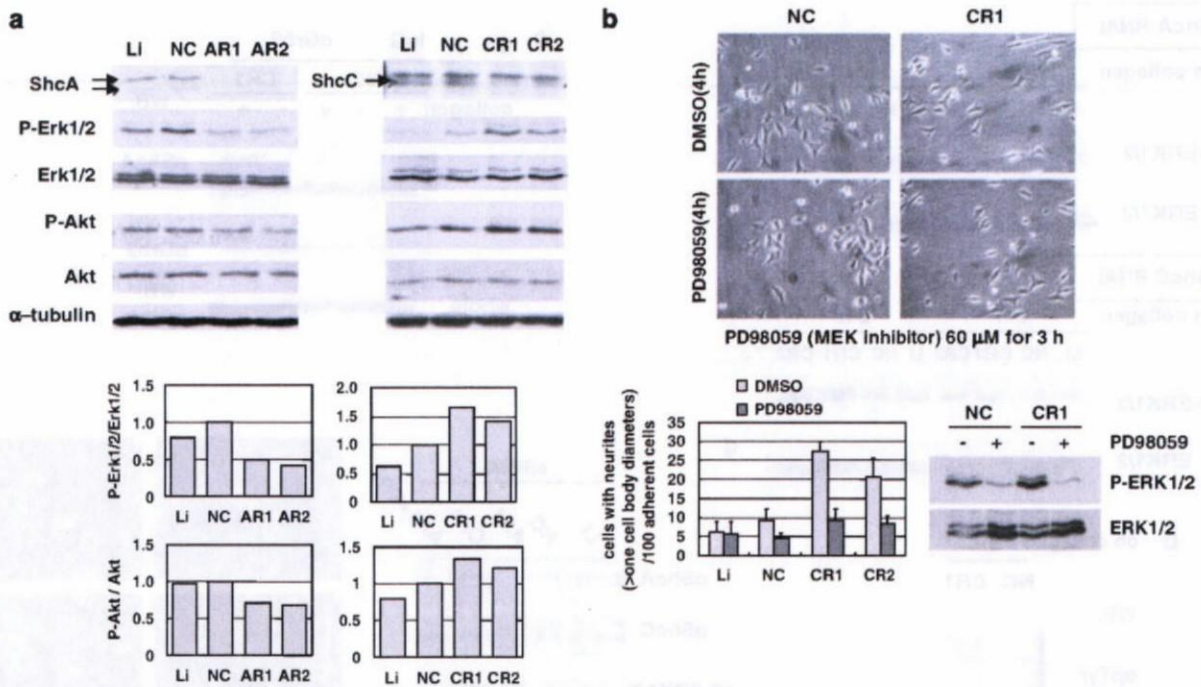 a
Li NC AR1 AR2
ShcA
P-Erk1/2
Erk1/2
P-Akt
Akt
α–tubulin
Li NC CR1 CR2
ShcC
P-Erk1/2/Erk1/2
1.5
1.0
0.5
0
Li NC AR1 AR2
2.0
1.5
1.0
0.5
0.0
Li NC CR1 CR2
P-Akt/ Akt
1.5
1.0
0.5
0
Li NC AR1 AR2
1.5
1
0.5
0
Li NC CR1 CR2
b
NC CR1
DMSO(4h)
PD98059(4h)
PD98059 (MEK inhibitor) 60 µM for 3 h
DMSO
PD98059
cells with neurites
(>one cell body diameters)
/100 adherent cells
35
30
25
20
15
10
5
0
Li NC CR1 CR2
NC CR1
- + - + PD98059
P-ERK1/2
ERK1/2